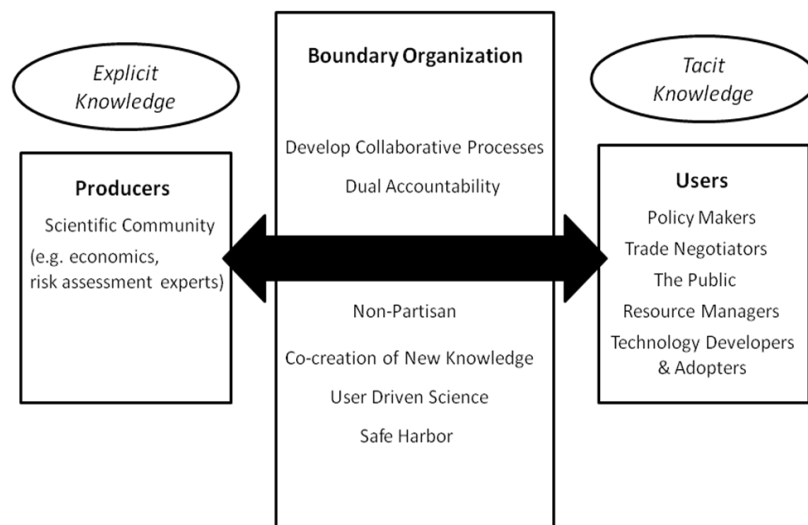 Explicit
Knowledge
Producers
Scientific Community
(e.g. economics,
risk assessment experts)
Boundary Organization
Develop Collaborative Processes
Dual Accountability
Non-Partisan
Co-creation of New Knowledge
User Driven Science
Safe Harbor
Tacit
Knowledge
Users
Policy Makers
Trade Negotiators
The Public
Resource Managers
Technology Developers
& Adopters